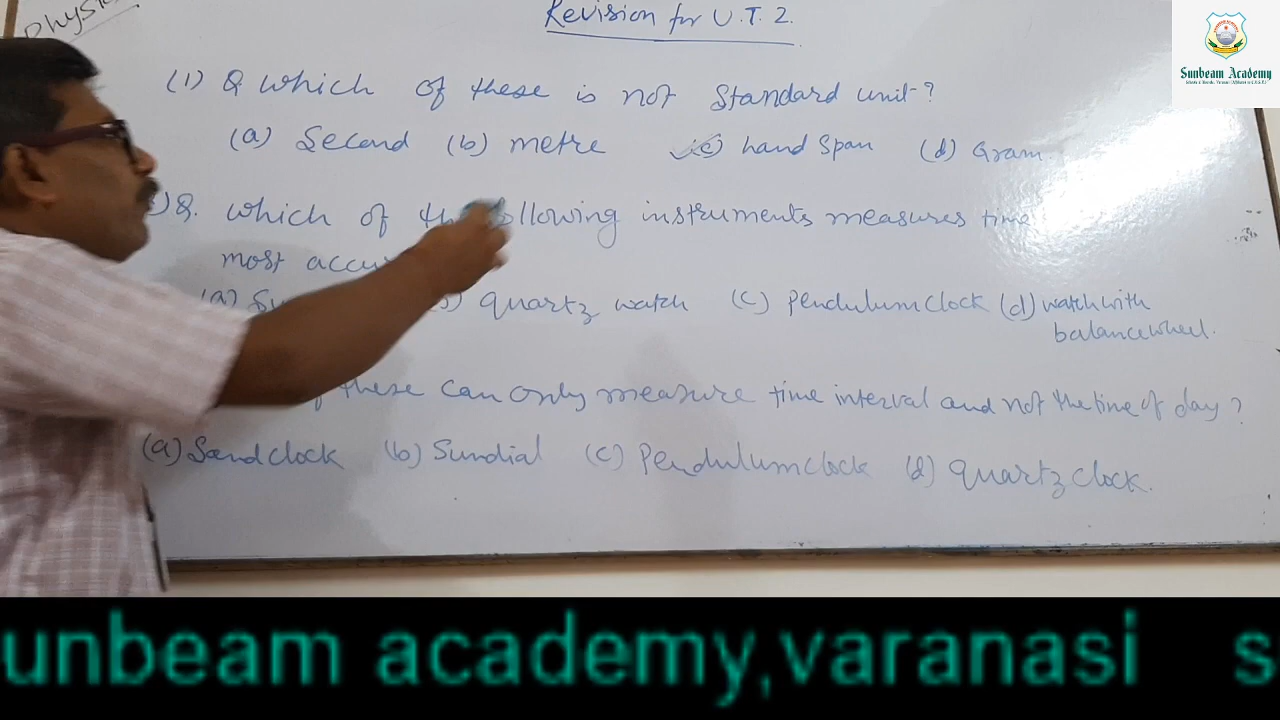 Physi
Revision for U.T. 2.
(1) Q Which of these is not standard unit-?
(a) Second (b) metre (c) hand Span (d) Gram.
)Q. Which of the following instruments measures time
most accu
(a) Su (b) Quartz watch (c) Pendulum Clock (d) watch with
balance wheel.
these can only measure time interval and not the time of day?
(a) Sand clock (b) Sundial (c) Pendulum clock (d) Quartz clock.
Sunbeam Academy
unbeam academy,varanasi s